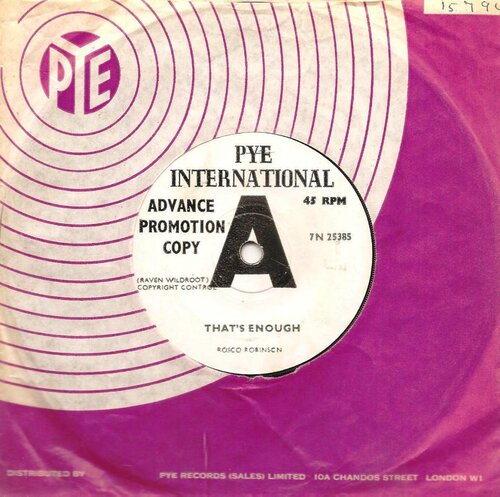 15790
PYE
PYE
INTERNATIONAL
ADVANCE
PROMOTION
COPY
A
45 RPM
7N 25385
(RAVEN WILDROOT)
COPYRIGHT CONTROL
THAT'S ENOUGH
ROSCO ROBINSON
DISTRIBUTED BY
PYE RECORDS (SALES) LIMITED 10A CHANDOS STREET LONDON W1